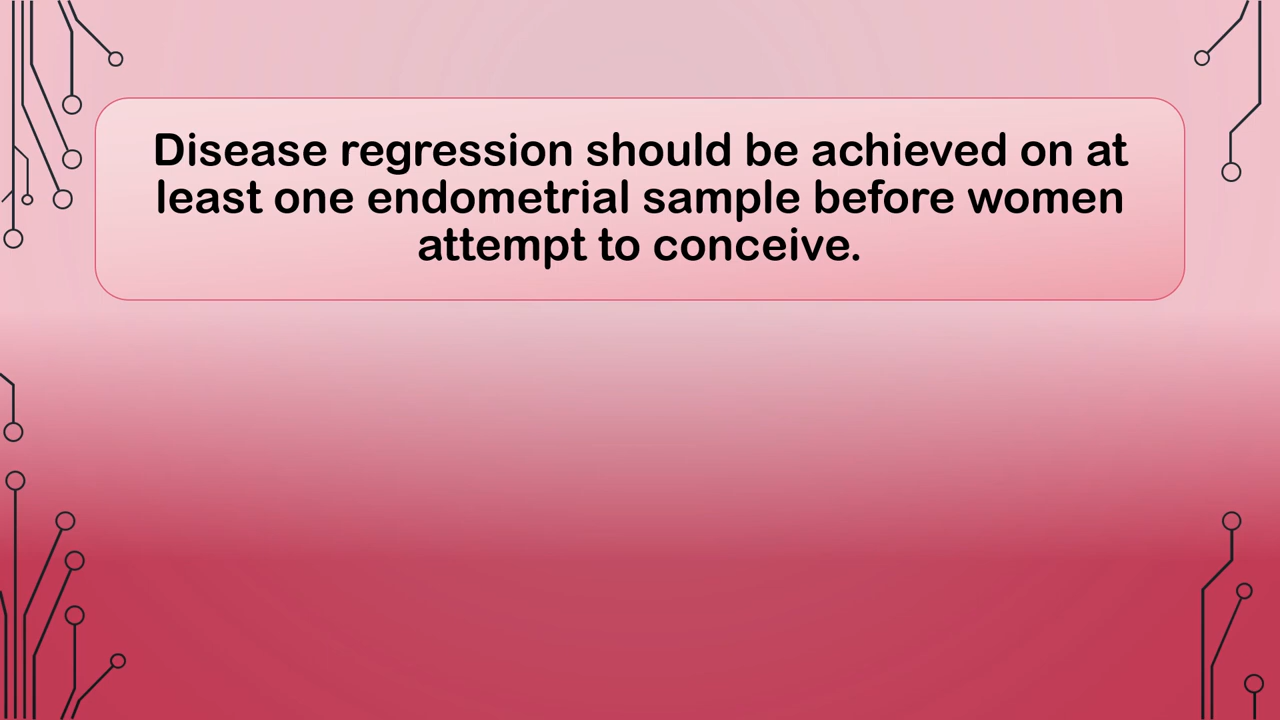 Disease regression should be achieved on at
least one endometrial sample before women
attempt to conceive.